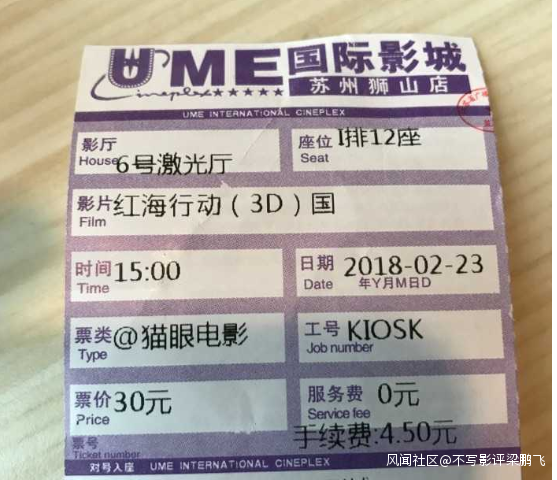 UME国际影城
Cineplex★★★★★ 苏州狮山店
UME INTERNATIONAL CINEPLEX
影厅 House 6号激光厅 座位 Seat I排12座
影片 Film 红海行动（3D）国
时间 Time 15:00 日期 Date 2018-02-23
年Y月M日D
票类 Type @猫眼电影 工号 Job number KIOSK
票价 Price 30元 服务费 Service fee 0元
手续费:4.50元
票号 Ticket number
对号入座 UME INTERNATIONAL CINEPLEX
风闻社区@不写影评梁鹏飞